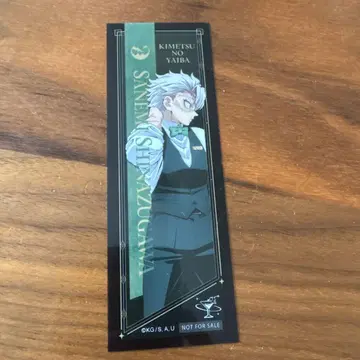 KIMETSU
NO
YAIBA
SANEMI SHINAZUGAWA
©KG/S,A,U
NOT FOR SALE